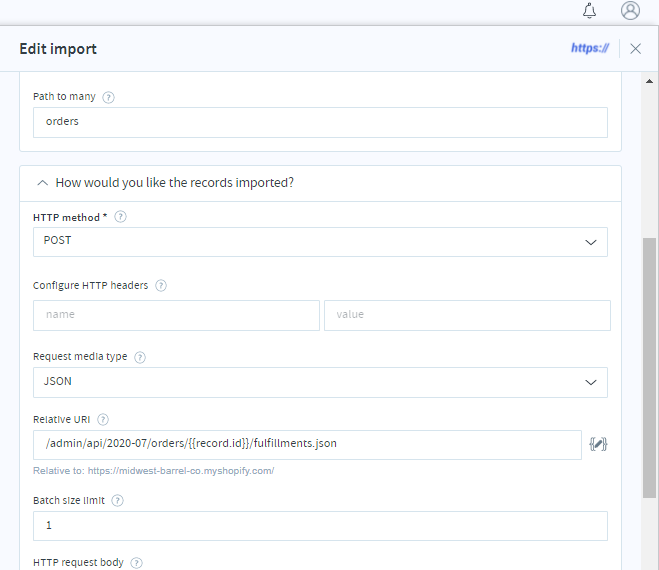 Edit import
https://
Path to many ?
orders
How would you like the records imported?
HTTP method * ?
POST
Configure HTTP headers ?
name value
Request media type ?
JSON
Relative URI ?
/admin/api/2020-07/orders/{{record.id}}/fulfillments.json
Relative to: https://midwest-barrel-co.myshopify.com/
Batch size limit ?
1
HTTP request body ?